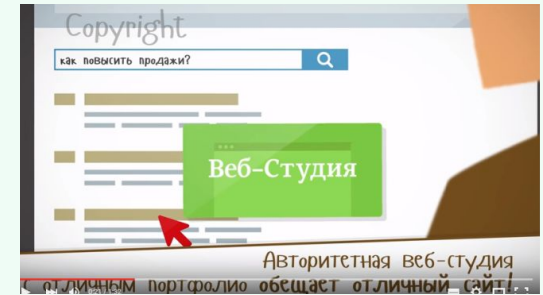 Copyright
как повысить продажи?
Веб-Студия
Авторитетная веб-студия
с отличным портфолио обещает отличный сайт!